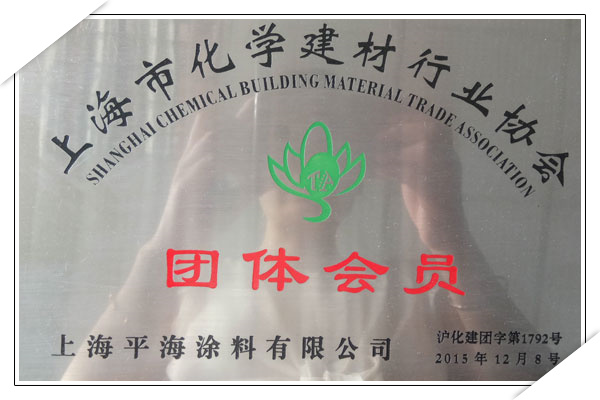 上海市化学建材行业协会
SHANGHAI CHEMICAL BUILDING MATERIAL TRADE ASSOCIATION
团体会员
上海平海涂料有限公司
沪化建团字第1792号
2015年12月8号